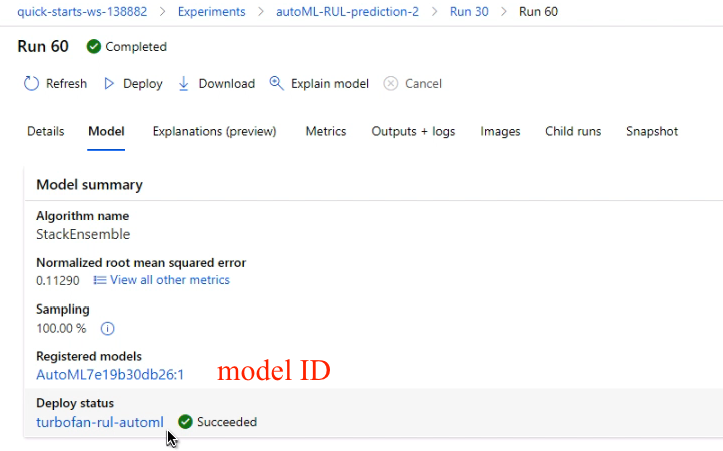 quick-starts-ws-138882 > Experiments > autoML-RUL-prediction-2 > Run 30 > Run 60
Run 60 Completed
Refresh Deploy Download Explain model Cancel
Details Model Explanations (preview) Metrics Outputs + logs Images Child runs Snapshot
Model summary
Algorithm name
StackEnsemble
Normalized root mean squared error
0.11290 View all other metrics
Sampling
100.00 %
Registered models
AutoML7e19b30db26:1 model ID
Deploy status
turbofan-rul-automl Succeeded